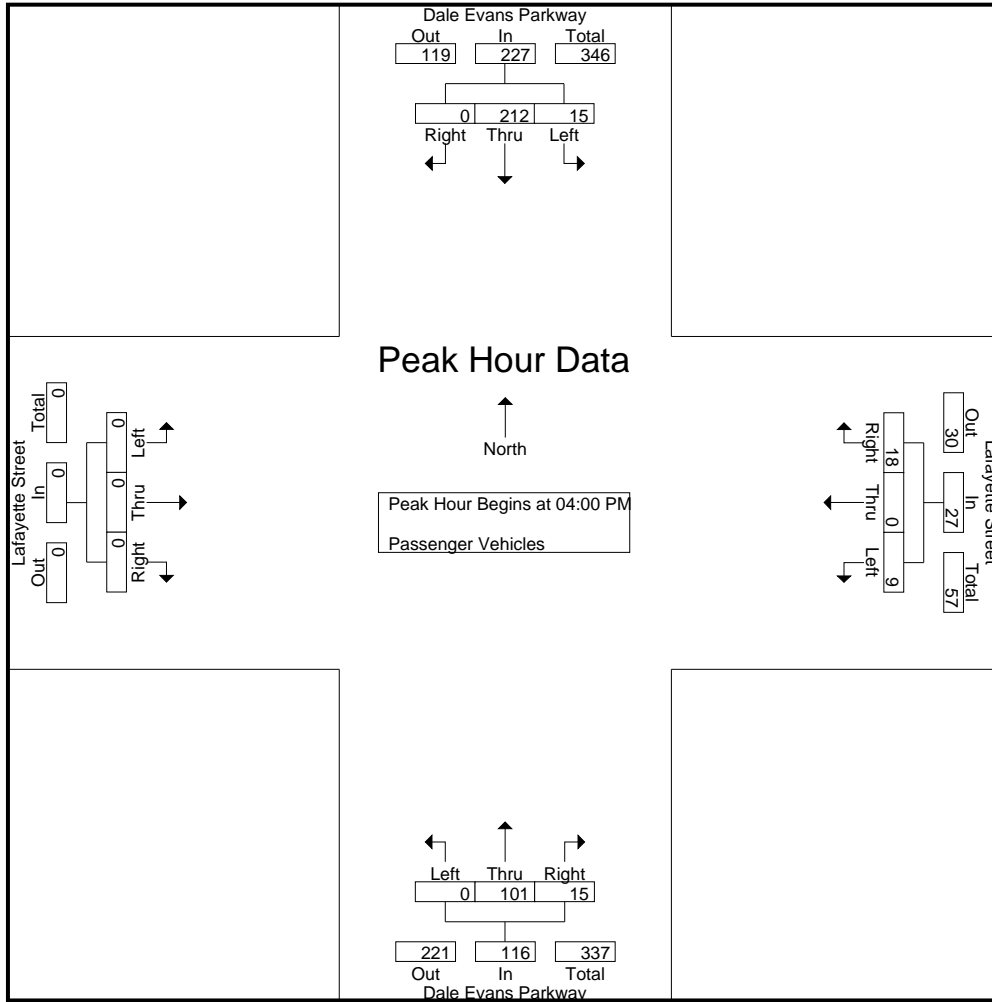 Dale Evans Parkway
Out In Total
119 227 346
0 212 15
Right Thru Left
Peak Hour Data
North
Peak Hour Begins at 04:00 PM
Passenger Vehicles
Lafayette Street
Total In Out
0 0 0
0 0 0
Left Thru Right
Lafayette Street
Out In Total
30 27 57
18 0 9
Right Thru Left
Left Thru Right
0 101 15
221 116 337
Out In Total
Dale Evans Parkway